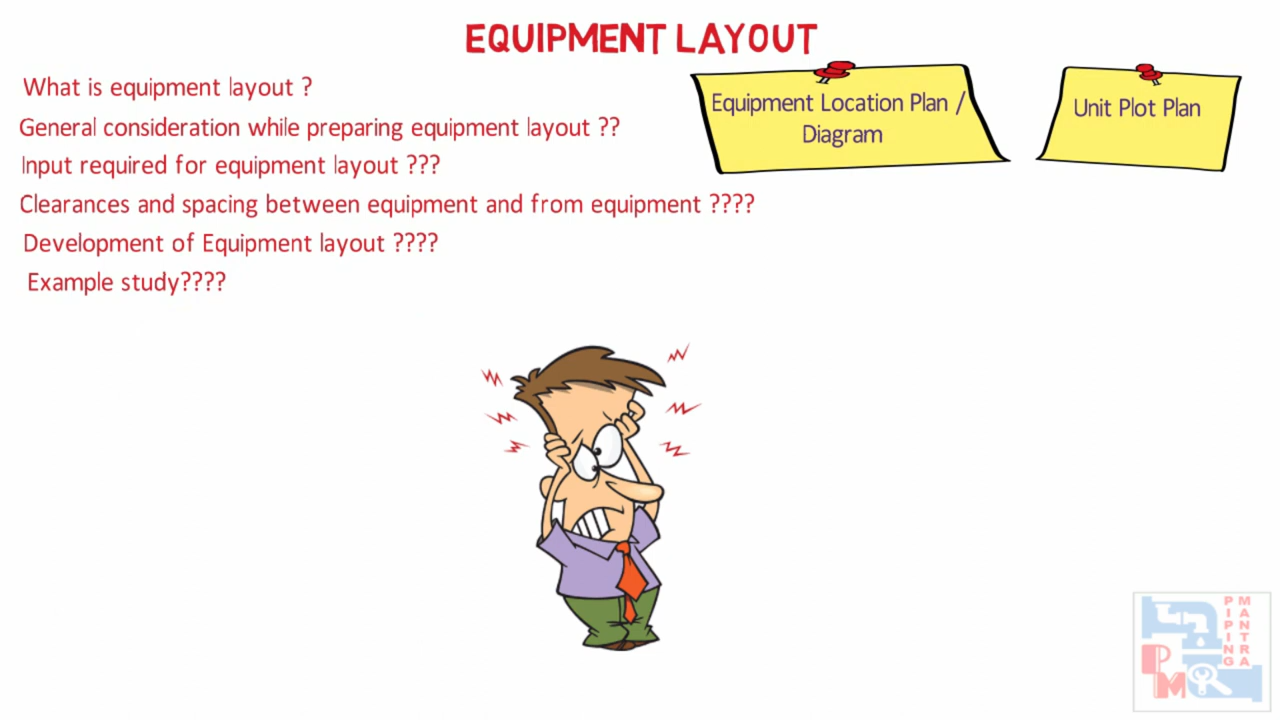 EQUIPMENT LAYOUT
What is equipment layout ?
General consideration while preparing equipment layout ??
Input required for equipment layout ???
Clearances and spacing between equipment and from equipment ????
Development of Equipment layout ????
Example study????
Equipment Location Plan /
Diagram
Unit Plot Plan
PIPING
MANTRA
PM